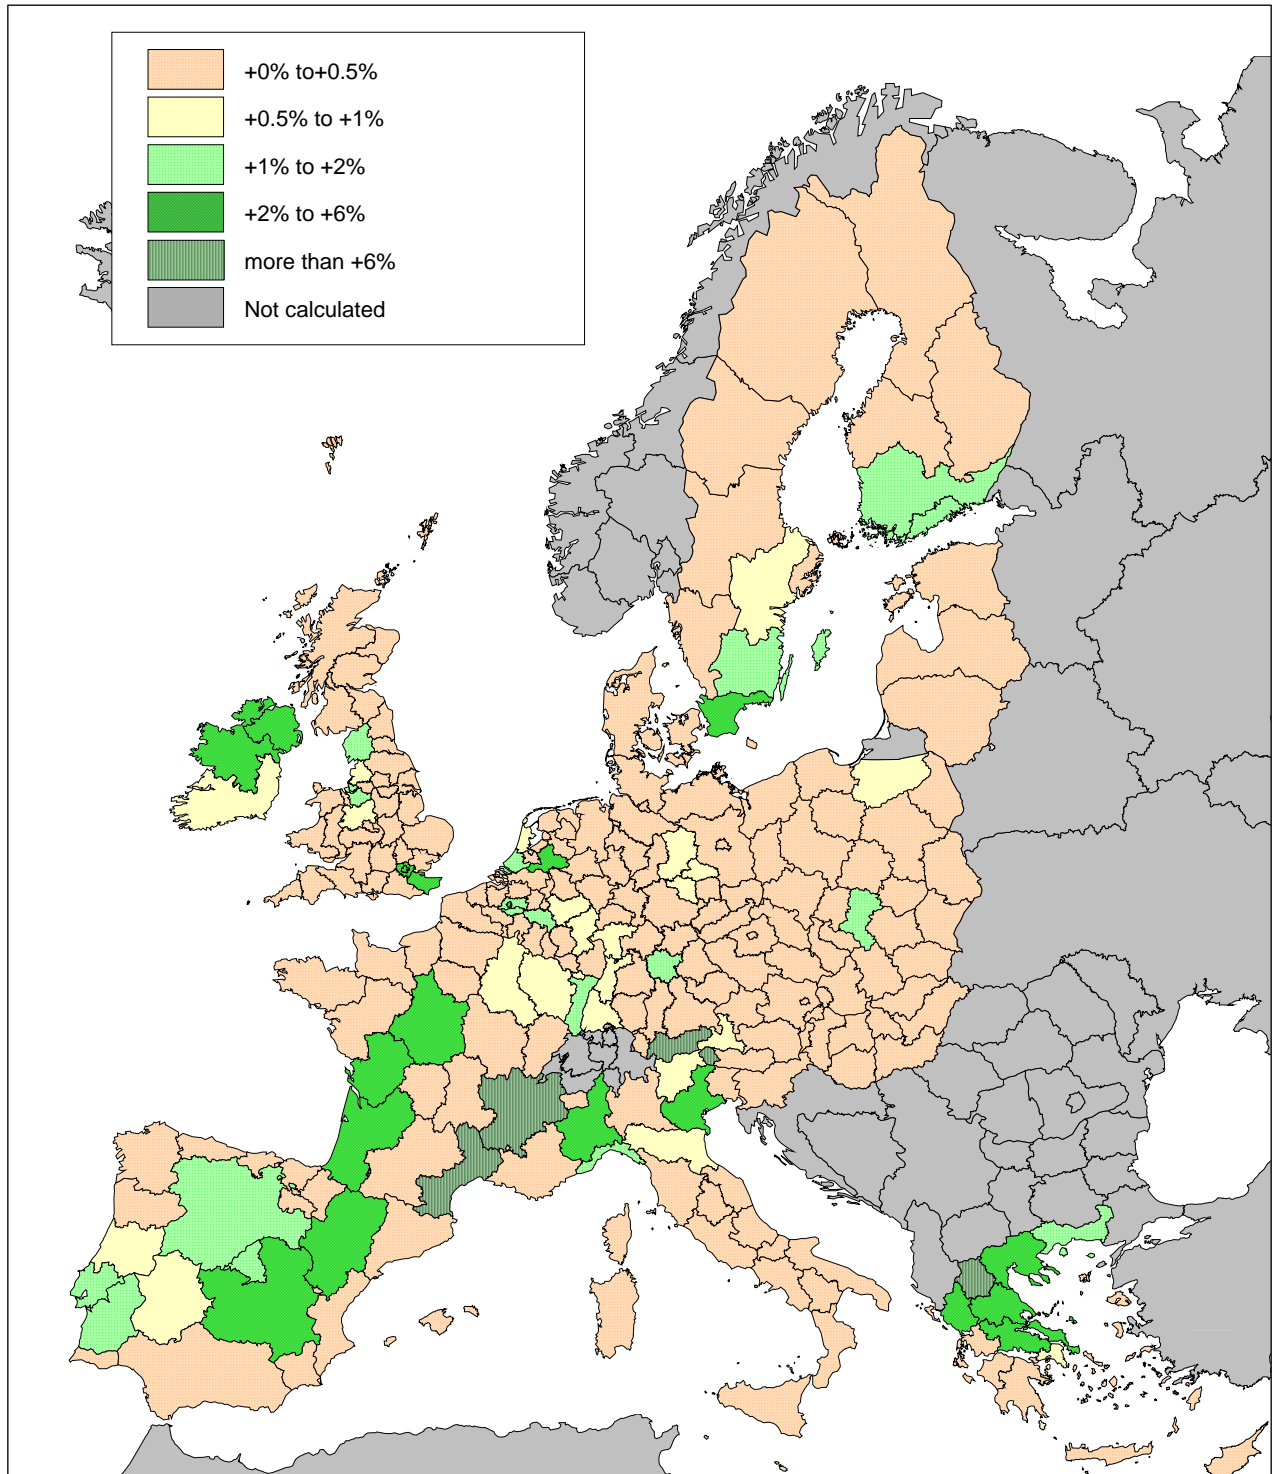 +0% to+0.5%
+0.5% to +1%
+1% to +2%
+2% to +6%
more than +6%
Not calculated